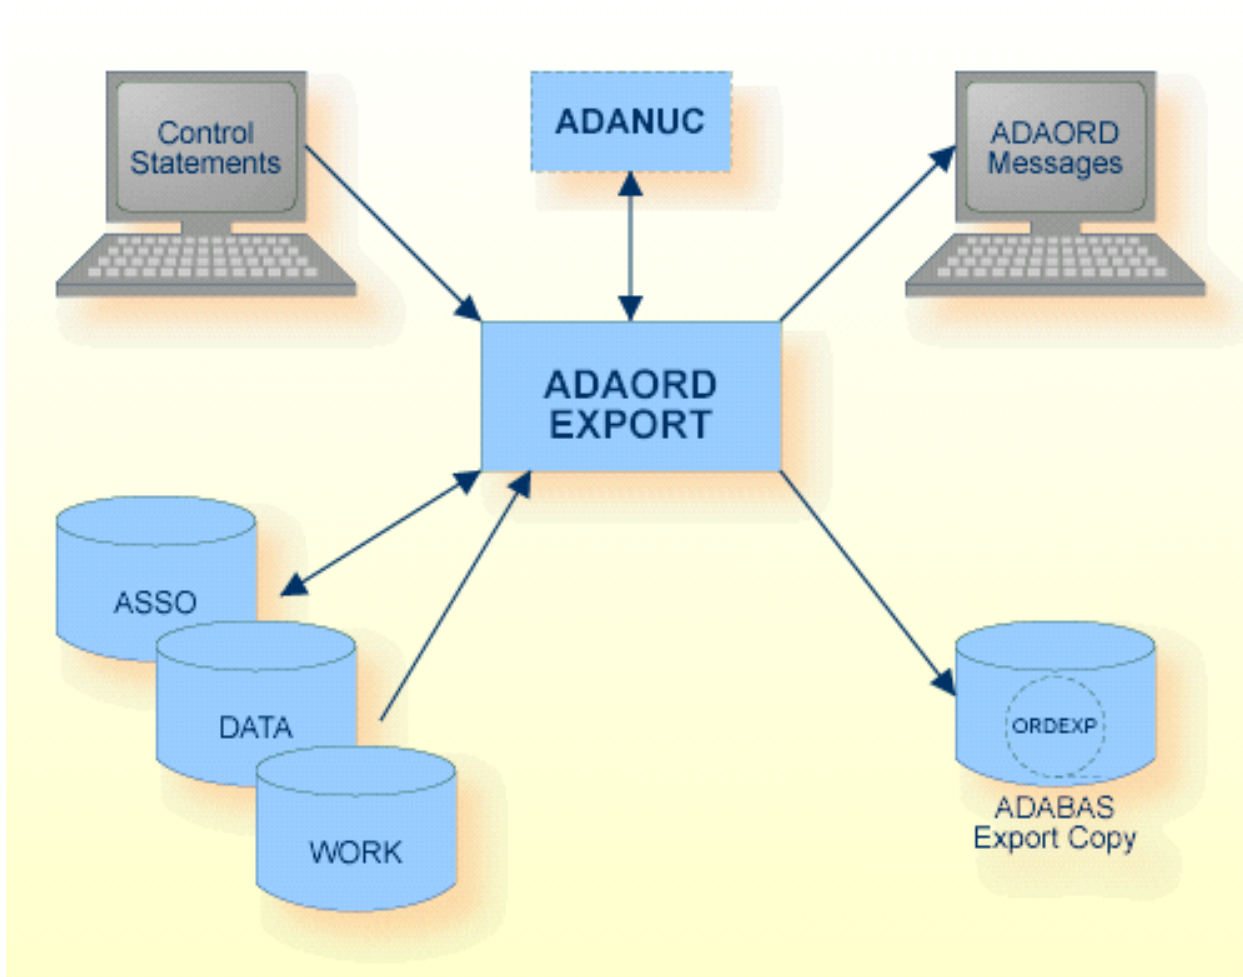 Control
Statements
ADANUC
ADAORD
Messages
ADAORD
EXPORT
ASSO
DATA
WORK
ORDEXP
ADABAS
Export Copy